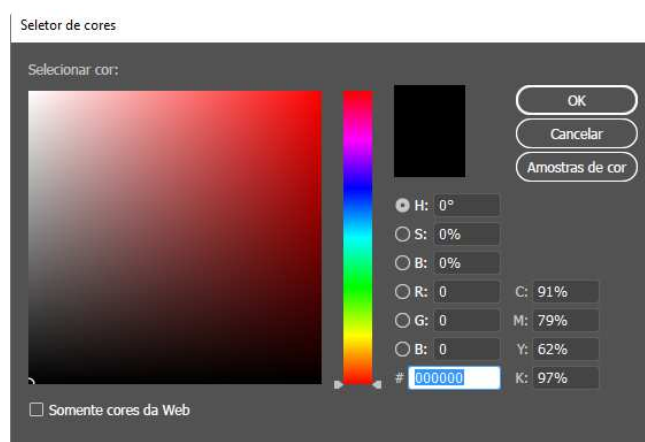 Seletor de cores
Selecionar cor:
OK
Cancelar
Amostras de cor
H: 0°
S: 0%
B: 0%
R: 0 C: 91%
G: 0 M: 79%
B: 0 Y: 62%
# 000000 K: 97%
Somente cores da Web